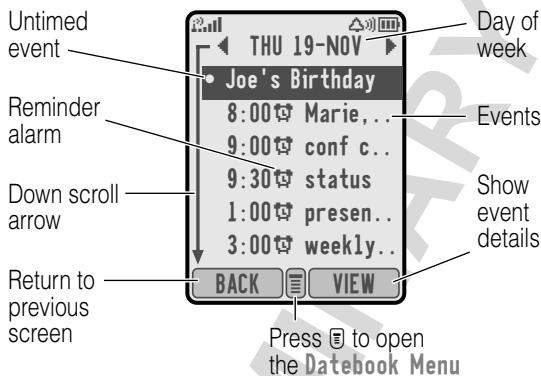 Untimed
event
Day of
week
THU 19-NOV
Joe's Birthday
Reminder
alarm
8:00 Marie,..
Events
9:00 conf c..
9:30 status
Down scroll
arrow
1:00 presen..
3:00 weekly..
Show
event
details
Return to
previous
screen
BACK
VIEW
Press to open
the Datebook Menu